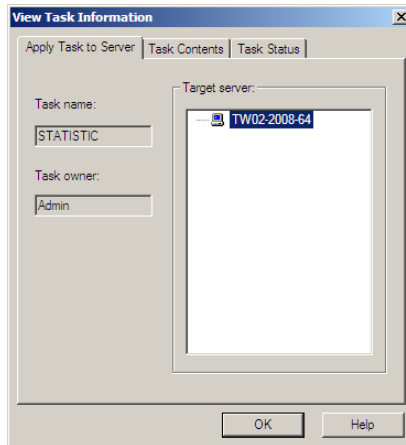 View Task Information
Apply Task to Server
Task Contents
Task Status
Task name:
STATISTIC
Task owner:
Admin
Target server:
TW02-2008-64
OK
Help